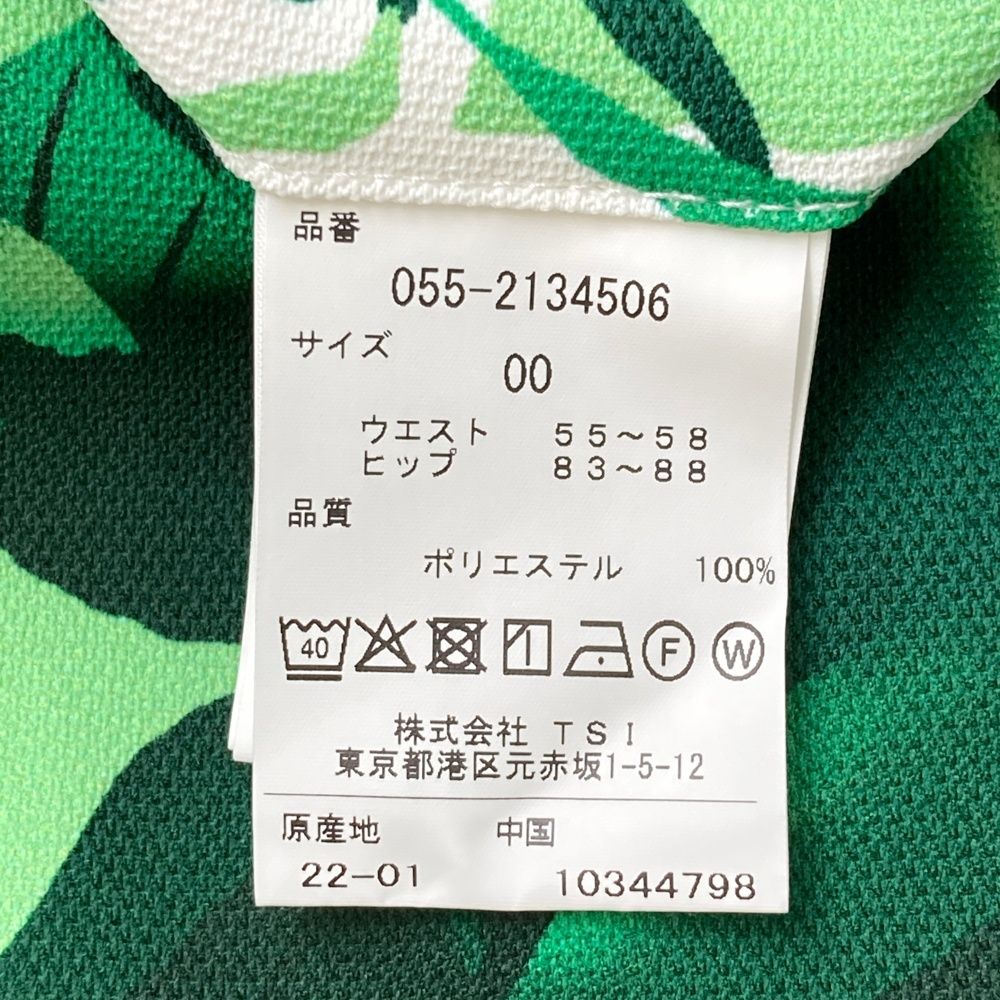 品番
055-2134506
サイズ
00
ウエスト 55～58
ヒップ 83～88
品質
ポリエステル 100%
40 F W
株式会社 TSI
東京都港区元赤坂1-5-12
原産地 中国
22-01 10344798